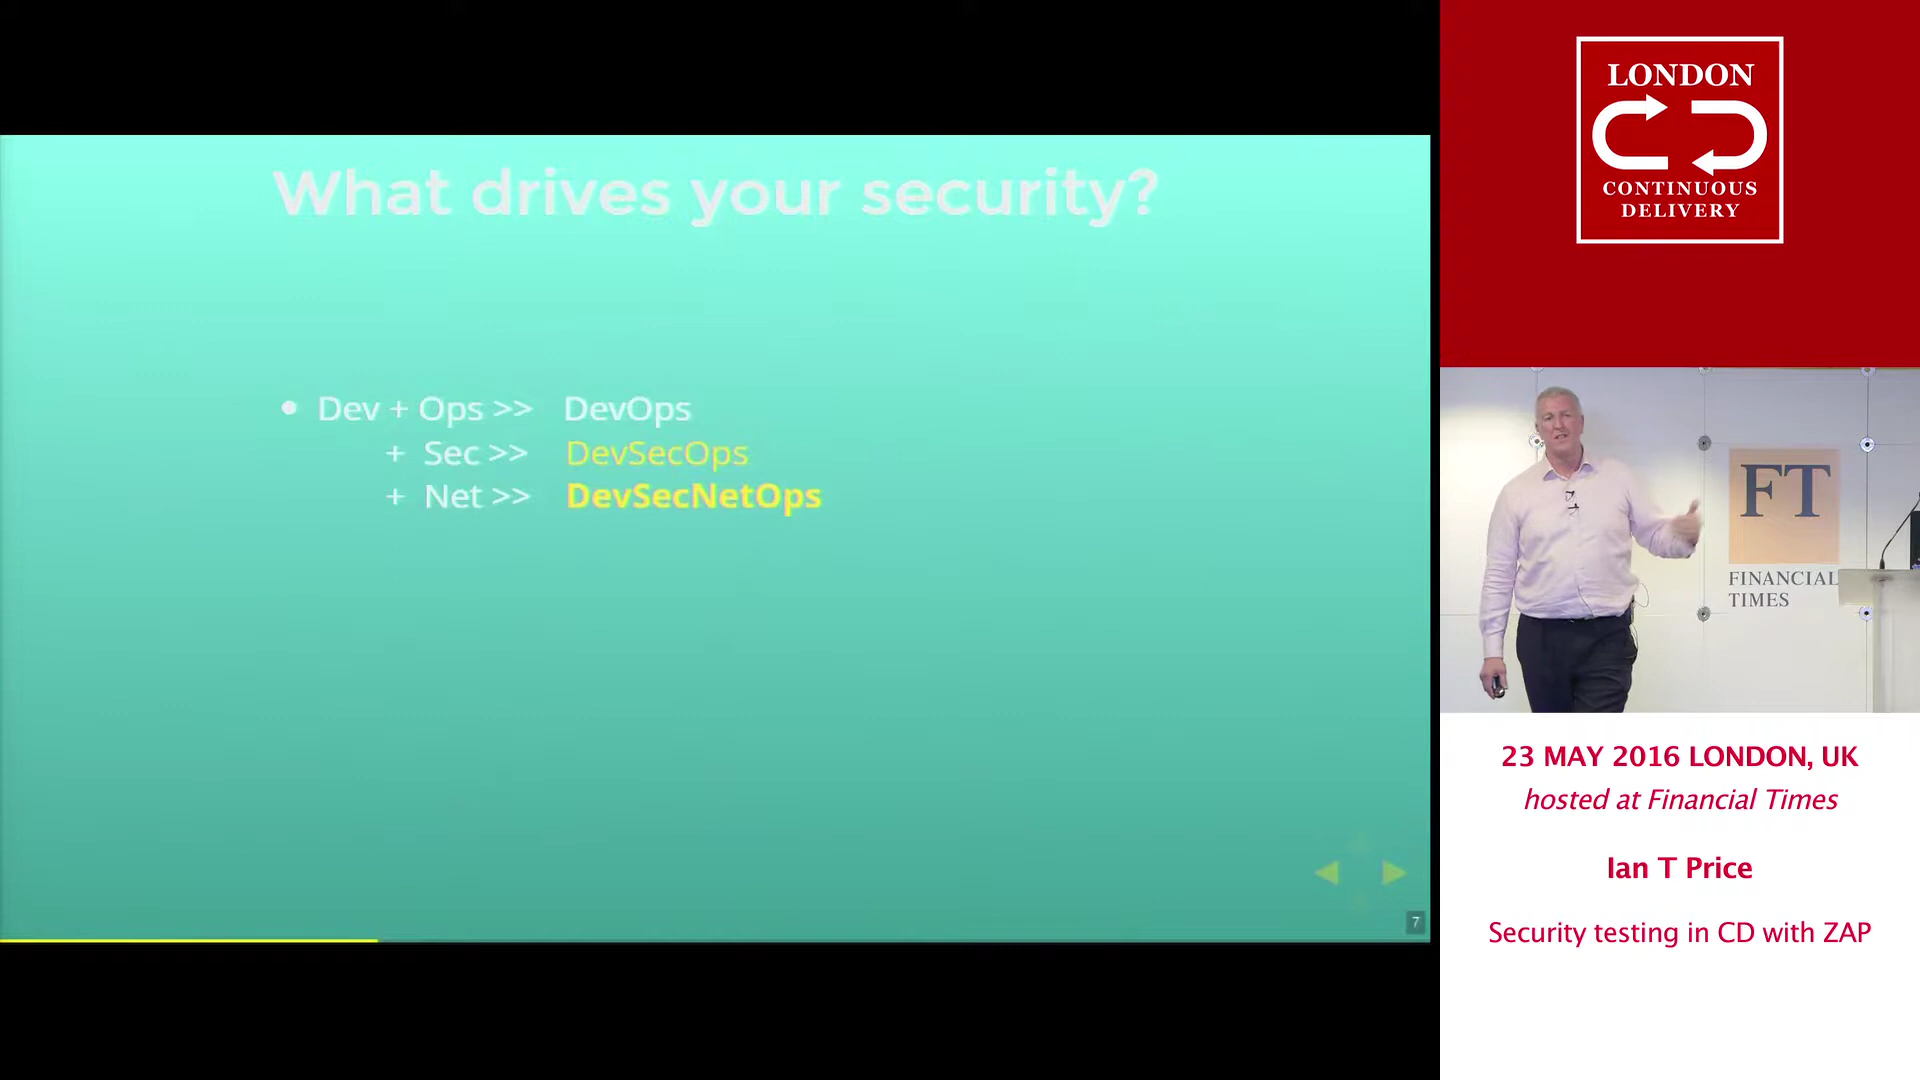 What drives your security?
• Dev + Ops >> DevOps
+ Sec >> DevSecOps
+ Net >> DevSecNetOps
7
LONDON
CONTINUOUS
DELIVERY
FT
FINANCIAL
TIMES
23 MAY 2016 LONDON, UK
hosted at Financial Times
Ian T Price
Security testing in CD with ZAP